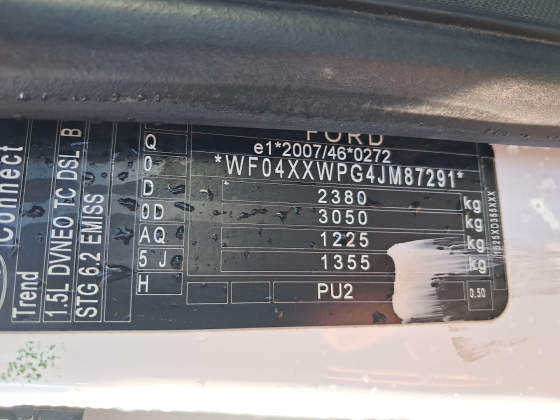 FORD
e1*2007/46*0272
*WF04XXWPG4JM87291*
2380 kg
3050 kg
1225 kg
1355 kg
PU2
0.50
Q
0
D
0D
AQ
5 J
H
Connect
Trend
1.5L DVNEO TC DSL B
STG 6.2 EMISS